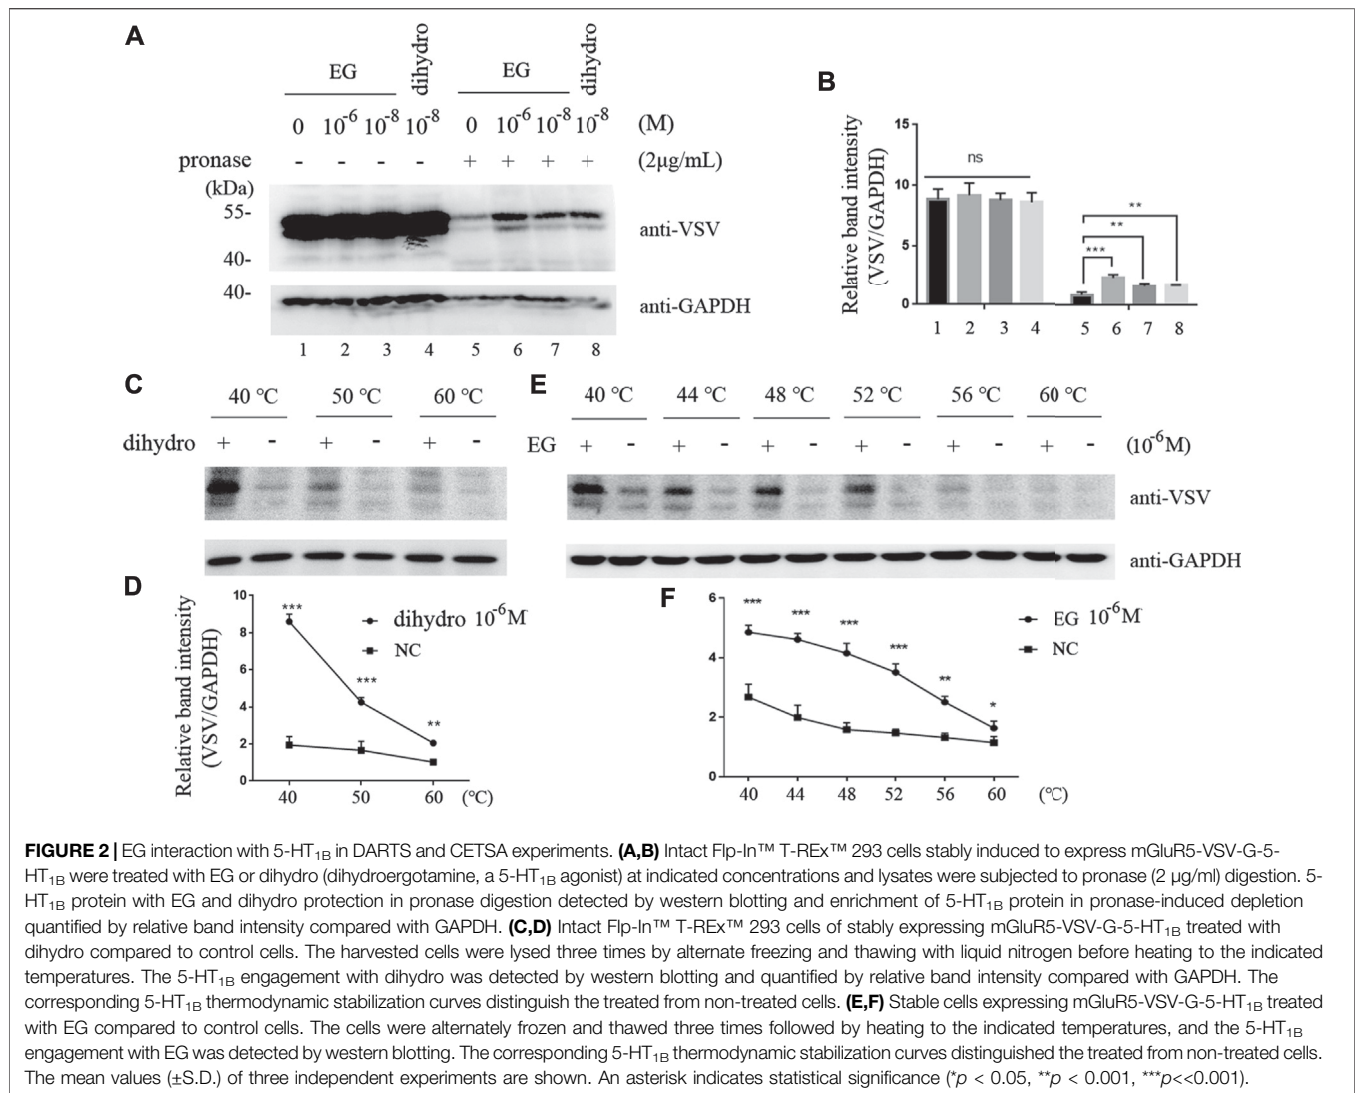 A
EG
dihydro
EG
dihydro
0 10⁻⁶ 10⁻⁸ 10⁻⁸ 0 10⁻⁶ 10⁻⁸ 10⁻⁸ (M)
pronase - - - - + + + + (2μg/mL)
(kDa)
55-
anti-VSV
40-
40-
anti-GAPDH
1 2 3 4 5 6 7 8
B
Relative band intensity
(VSV/GAPDH)
15
10
5
0
ns
***
**
**
1 2 3 4 5 6 7 8
C
40 °C 50 °C 60 °C
dihydro + - + - + -
E
40 °C 44 °C 48 °C 52 °C 56 °C 60 °C
EG + - + - + - + - + - + - (10⁻⁶M)
anti-VSV
anti-GAPDH
D
Relative band intensity
(VSV/GAPDH)
10
8
6
4
2
0
***
***
**
dihydro 10⁻⁶M
NC
40 50 60 (°C)
F
6
4
2
0
***
***
***
***
**
*
EG 10⁻⁶M
NC
40 44 48 52 56 60 (°C)
FIGURE 2 | EG interaction with 5-HT₁B in DARTS and CETSA experiments. (A,B) Intact Flp-In™ T-REx™ 293 cells stably induced to express mGluR5-VSV-G-5-
HT₁B were treated with EG or dihydro (dihydroergotamine, a 5-HT₁B agonist) at indicated concentrations and lysates were subjected to pronase (2 μg/ml) digestion. 5-
HT₁B protein with EG and dihydro protection in pronase digestion detected by western blotting and enrichment of 5-HT₁B protein in pronase-induced depletion
quantified by relative band intensity compared with GAPDH. (C,D) Intact Flp-In™ T-REx™ 293 cells of stably expressing mGluR5-VSV-G-5-HT₁B treated with
dihydro compared to control cells. The harvested cells were lysed three times by alternate freezing and thawing with liquid nitrogen before heating to the indicated
temperatures. The 5-HT₁B engagement with dihydro was detected by western blotting and quantified by relative band intensity compared with GAPDH. The
corresponding 5-HT₁B thermodynamic stabilization curves distinguish the treated from non-treated cells. (E,F) Stable cells expressing mGluR5-VSV-G-5-HT₁B treated
with EG compared to control cells. The cells were alternately frozen and thawed three times followed by heating to the indicated temperatures, and the 5-HT₁B
engagement with EG was detected by western blotting. The corresponding 5-HT₁B thermodynamic stabilization curves distinguished the treated from non-treated cells.
The mean values (±S.D.) of three independent experiments are shown. An asterisk indicates statistical significance (*p < 0.05, **p < 0.001, ***p<<0.001).